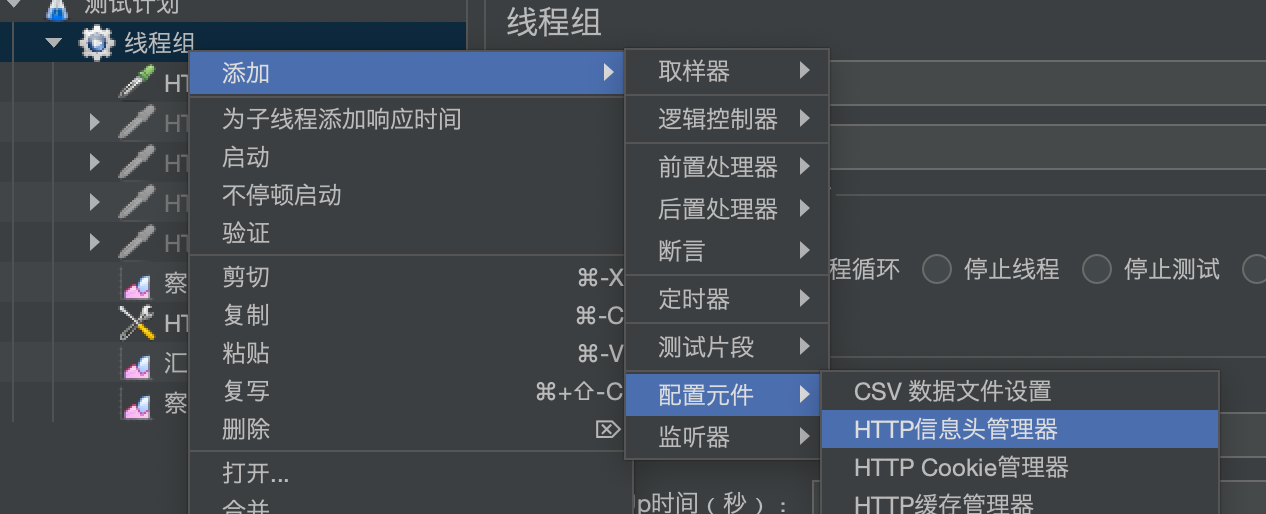 测试计划
线程组
线程组
HT
HT
HT
HT
HT
察
HT
汇
察
添加
为子线程添加响应时间
启动
不停顿启动
验证
剪切 ⌘-X
复制 ⌘-C
粘贴 ⌘-V
复写 ⌘+⇧-C
删除 ⌦
打开...
合并
取样器
逻辑控制器
前置处理器
后置处理器
断言
定时器
测试片段
配置元件
监听器
CSV 数据文件设置
HTTP信息头管理器
HTTP Cookie管理器
HTTP缓存管理器
程循环 停止线程 停止测试
p时间（秒）：